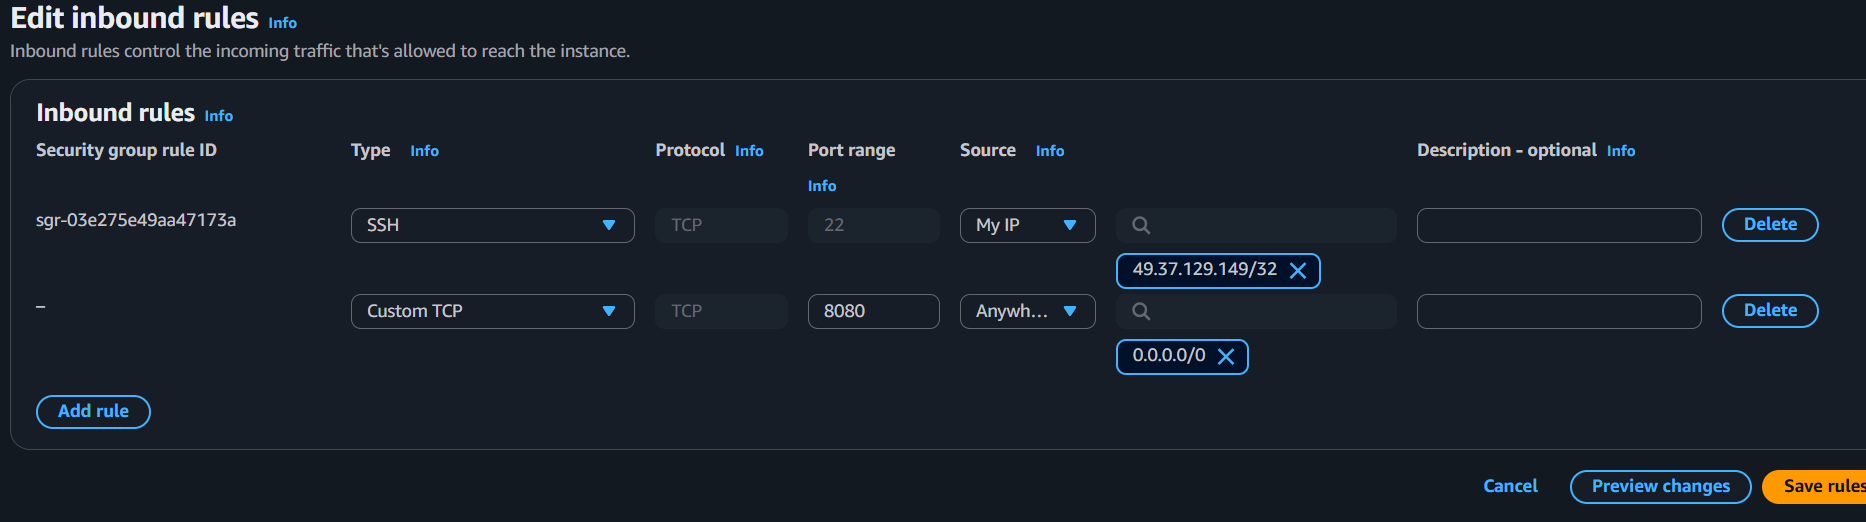 Edit inbound rules Info
Inbound rules control the incoming traffic that's allowed to reach the instance.
Inbound rules Info
Security group rule ID Type Info Protocol Info Port range Info Source Info Description - optional Info
sgr-03e275e49aa47173a SSH TCP 22 My IP Delete
49.37.129.149/32
– Custom TCP TCP 8080 Anywh... Delete
0.0.0.0/0
Add rule
Cancel Preview changes Save rules